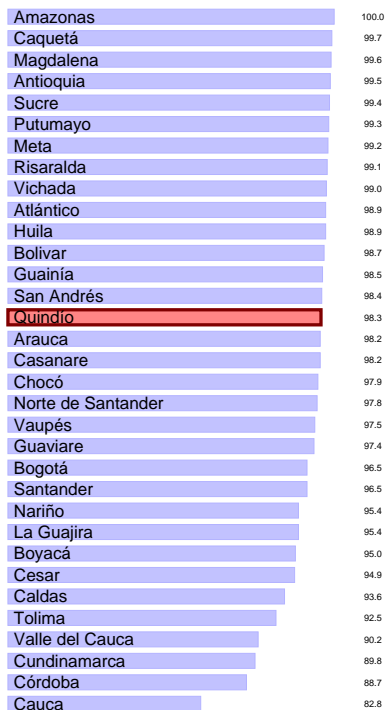 Amazonas 100.0
Caquetá 99.7
Magdalena 99.6
Antioquia 99.5
Sucre 99.4
Putumayo 99.3
Meta 99.2
Risaralda 99.1
Vichada 99.0
Atlántico 98.9
Huila 98.9
Bolivar 98.7
Guainía 98.5
San Andrés 98.4
Quindío 98.3
Arauca 98.2
Casanare 98.2
Chocó 97.9
Norte de Santander 97.8
Vaupés 97.5
Guaviare 97.4
Bogotá 96.5
Santander 96.5
Nariño 95.4
La Guajira 95.4
Boyacá 95.0
Cesar 94.9
Caldas 93.6
Tolima 92.5
Valle del Cauca 90.2
Cundinamarca 89.8
Córdoba 88.7
Cauca 82.8